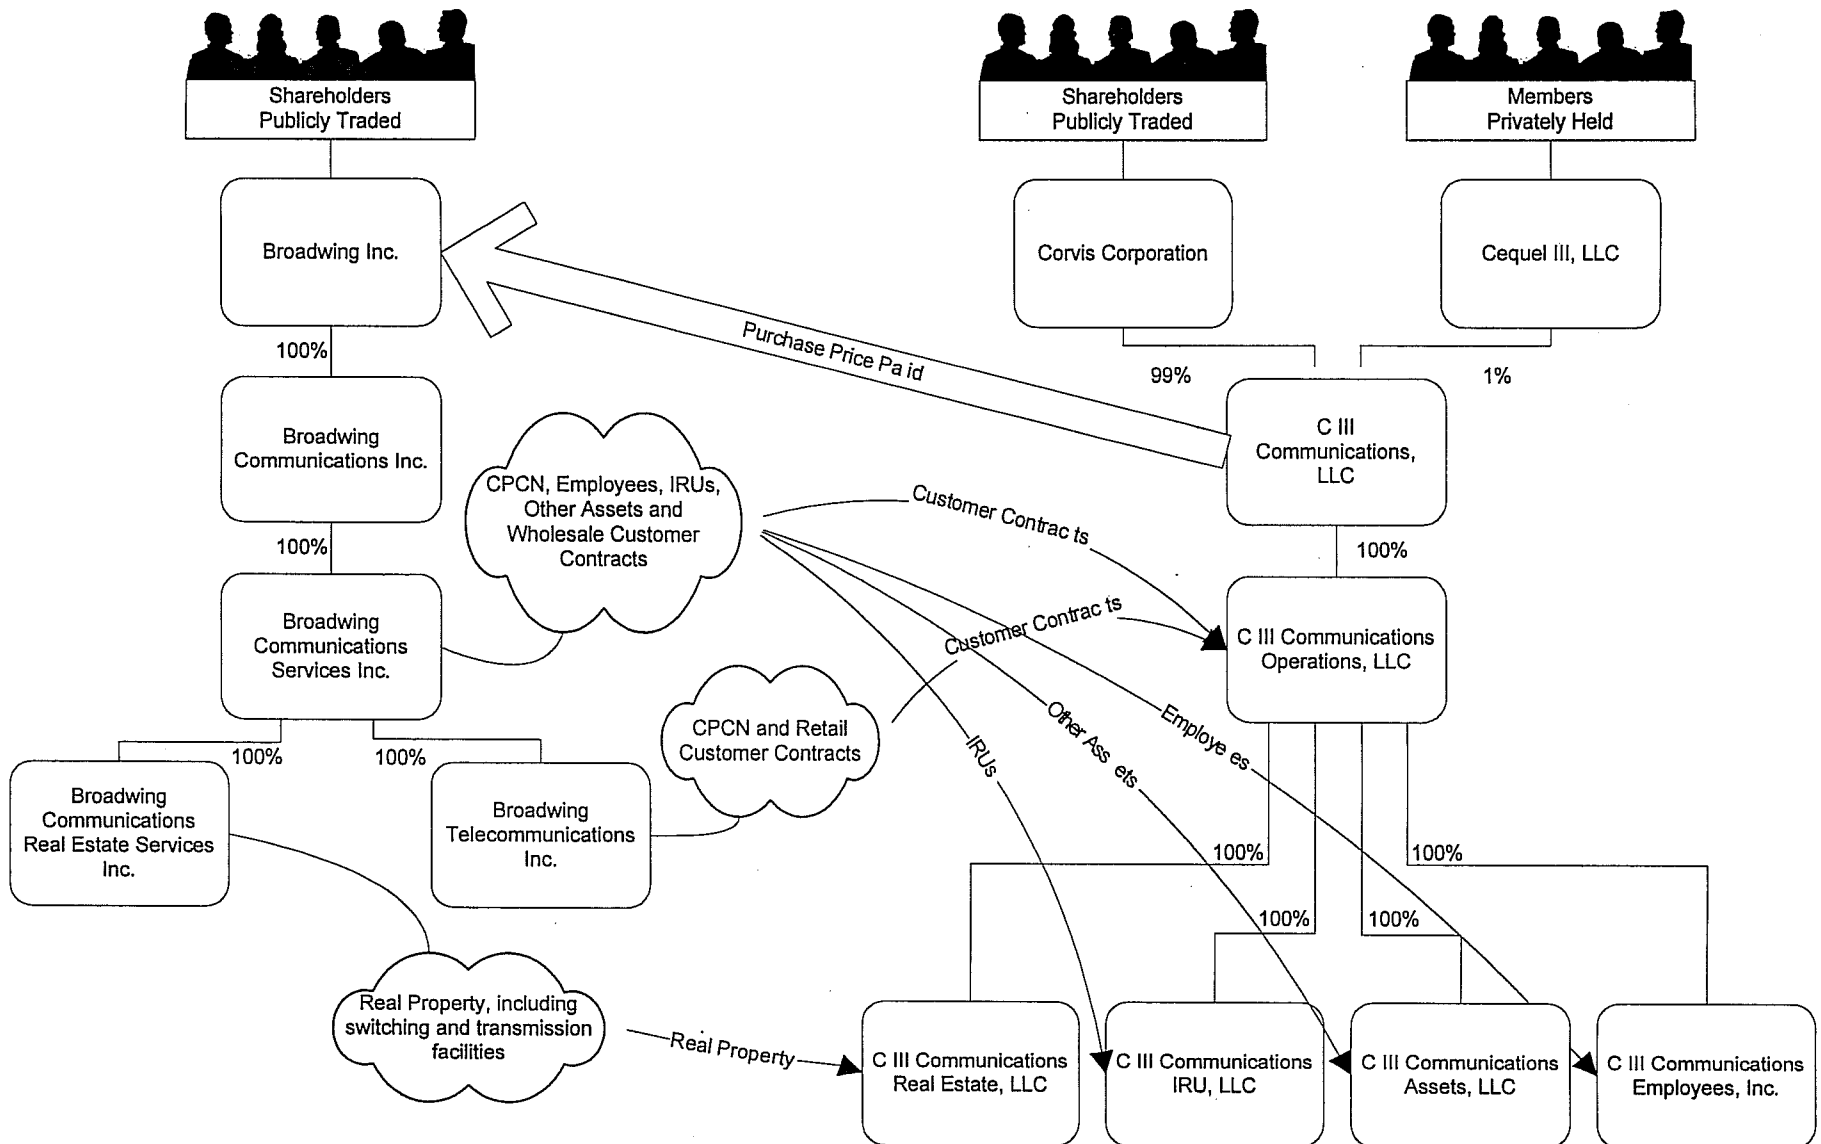 Shareholders
Publicly Traded
Shareholders
Publicly Traded
Members
Privately Held
Broadwing Inc.
Corvis Corporation
Cequel III, LLC
Purchase Price Pa id
100%
99%
1%
Broadwing
Communications Inc.
C III
Communications,
LLC
CPCN, Employees, IRUs,
Other Assets and
Wholesale Customer
Contracts
Customer Contrac ts
100%
100%
Broadwing
Communications
Services Inc.
Customer Contrac ts
C III Communications
Operations, LLC
CPCN and Retail
Customer Contracts
IRUs
Other Ass ets
Employe es
100%
100%
Broadwing
Communications
Real Estate Services
Inc.
Broadwing
Telecommunications
Inc.
100%
100%
100%
100%
Real Property, including
switching and transmission
facilities
Real Property
C III Communications
Real Estate, LLC
C III Communications
IRU, LLC
C III Communications
Assets, LLC
C III Communications
Employees, Inc.